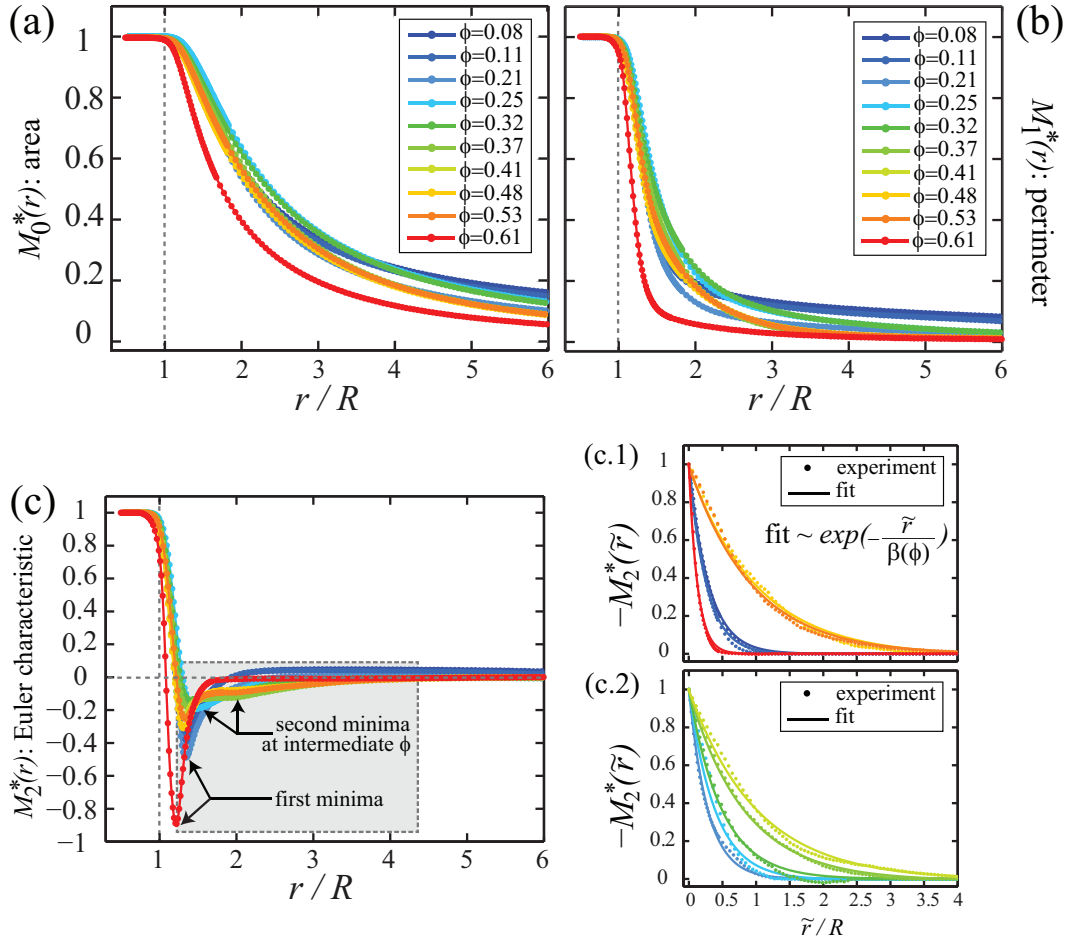 (a)
M₀*(r): area
1
0.8
0.6
0.4
0.2
0
1 2 3 4 5 6
r / R
ϕ=0.08
ϕ=0.11
ϕ=0.21
ϕ=0.25
ϕ=0.32
ϕ=0.37
ϕ=0.41
ϕ=0.48
ϕ=0.53
ϕ=0.61
(b)
M₁*(r): perimeter
1 2 3 4 5 6
r / R
ϕ=0.08
ϕ=0.11
ϕ=0.21
ϕ=0.25
ϕ=0.32
ϕ=0.37
ϕ=0.41
ϕ=0.48
ϕ=0.53
ϕ=0.61
(c)
M₂*(r): Euler characteristic
1
0.8
0.6
0.4
0.2
0
−0.2
−0.4
−0.6
−0.8
−1
second minima
at intermediate ϕ
first minima
1 2 3 4 5 6
r / R
(c.1)
−M₂*(r̃)
1
0.8
0.6
0.4
0.2
0
experiment
fit
fit ~ exp(−r̃/β(ϕ))
(c.2)
−M₂*(r̃)
1
0.8
0.6
0.4
0.2
0
experiment
fit
0 0.5 1 1.5 2 2.5 3 3.5 4
r̃ / R